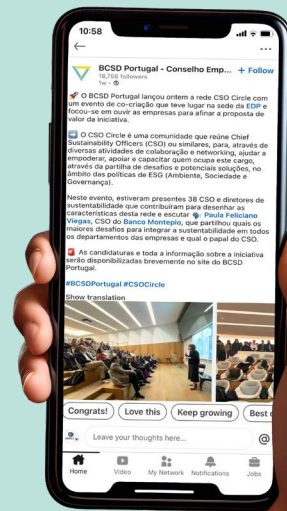 10:58
BCSD Portugal - Conselho Emp...
+ Follow
18,756 followers
1w •
🚀 O BCSD Portugal lançou ontem a rede CSO Circle com
um evento de co-criação que teve lugar na sede da EDP e
focou-se em ouvir as empresas para afinar a proposta de
valor da iniciativa.
➡️ O CSO Circle é uma comunidade que reúne Chief
Sustainability Officers (CSO) ou similares, para, através de
diversas atividades de colaboração e networking, ajudar a
empoderar, apoiar e capacitar quem ocupa este cargo,
através da partilha de desafios e potenciais soluções, no
âmbito das políticas de ESG (Ambiente, Sociedade e
Governança).
Neste evento, estiveram presentes 38 CSO e diretores de
sustentabilidade que contribuíram para desenhar as
características desta rede e escutar 🗣️ Paula Feliciano
Viegas, CSO do Banco Montepio, que partilhou quais os
maiores desafios para integrar a sustentabilidade em todos
os departamentos das empresas e qual o papel do CSO.
🚨 As candidaturas e toda a informação sobre a iniciativa
serão disponibilizadas brevemente no site do BCSD
Portugal.
#BCSDPortugal #CSOCircle
Show translation
Congrats!
Love this
Keep growing
Best
Leave your thoughts here...
@
Home
Video
My Network
Notifications
Jobs